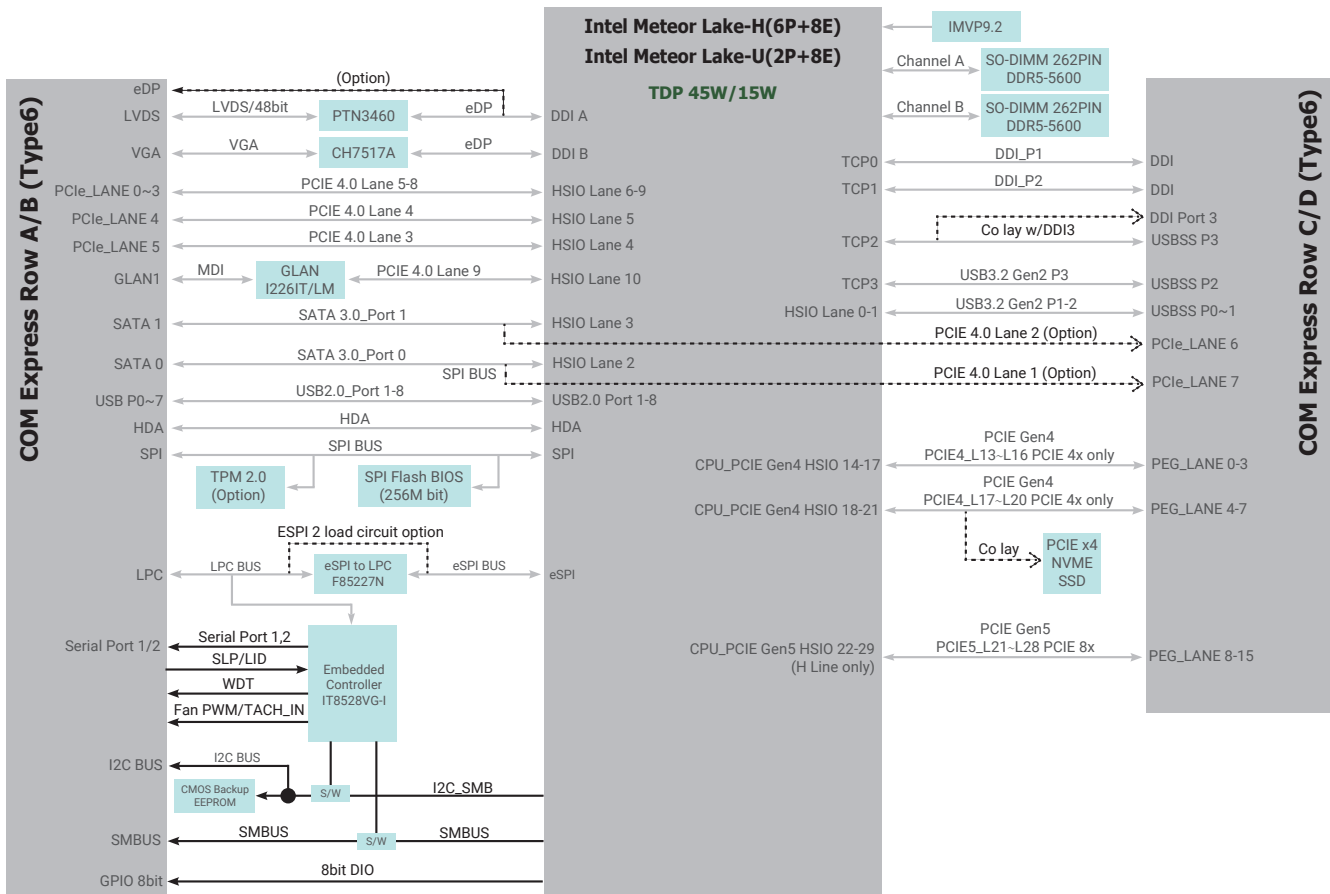 Intel Meteor Lake-H(6P+8E)
Intel Meteor Lake-U(2P+8E)
TDP 45W/15W
IMVP9.2
Channel A
SO-DIMM 262PIN
DDR5-5600
Channel B
SO-DIMM 262PIN
DDR5-5600
COM Express Row A/B (Type6)
COM Express Row C/D (Type6)
eDP
(Option)
LVDS
LVDS/48bit
PTN3460
eDP
DDI A
VGA
VGA
CH7517A
eDP
DDI B
PCIe_LANE 0~3
PCIE 4.0 Lane 5-8
HSIO Lane 6-9
PCIe_LANE 4
PCIE 4.0 Lane 4
HSIO Lane 5
PCIe_LANE 5
PCIE 4.0 Lane 3
HSIO Lane 4
GLAN1
MDI
GLAN
I226IT/LM
PCIE 4.0 Lane 9
HSIO Lane 10
SATA 1
SATA 3.0_Port 1
HSIO Lane 3
SATA 0
SATA 3.0_Port 0
HSIO Lane 2
SPI BUS
USB P0~7
USB2.0_Port 1-8
USB2.0 Port 1-8
HDA
HDA
HDA
SPI
SPI BUS
SPI
TPM 2.0
(Option)
SPI Flash BIOS
(256M bit)
ESPI 2 load circuit option
LPC
LPC BUS
eSPI to LPC
F85227N
eSPI BUS
eSPI
Serial Port 1/2
Serial Port 1,2
SLP/LID
WDT
Fan PWM/TACH_IN
Embedded
Controller
IT8528VG-I
I2C BUS
I2C BUS
CMOS Backup
EEPROM
S/W
I2C_SMB
SMBUS
SMBUS
S/W
SMBUS
GPIO 8bit
8bit DIO
TCP0
DDI_P1
DDI
TCP1
DDI_P2
DDI
DDI Port 3
Co lay w/DDI3
TCP2
USBSS P3
TCP3
USB3.2 Gen2 P3
USBSS P2
HSIO Lane 0-1
USB3.2 Gen2 P1-2
USBSS P0~1
PCIE 4.0 Lane 2 (Option)
PCIe_LANE 6
PCIE 4.0 Lane 1 (Option)
PCIe_LANE 7
CPU_PCIE Gen4 HSIO 14-17
PCIE Gen4
PCIE4_L13~L16 PCIE 4x only
PEG_LANE 0-3
CPU_PCIE Gen4 HSIO 18-21
PCIE Gen4
PCIE4_L17~L20 PCIE 4x only
PEG_LANE 4-7
Co lay
PCIE x4
NVME
SSD
CPU_PCIE Gen5 HSIO 22-29
(H Line only)
PCIE Gen5
PCIE5_L21~L28 PCIE 8x
PEG_LANE 8-15